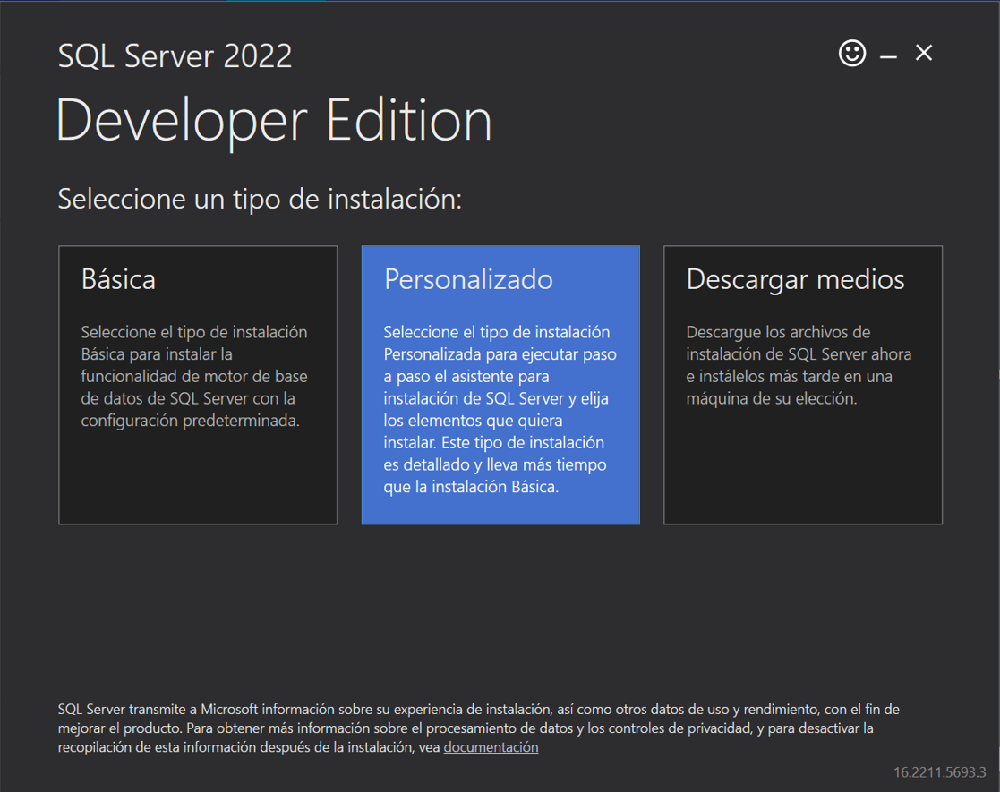 SQL Server 2022
Developer Edition
Seleccione un tipo de instalación:
Básica
Seleccione el tipo de instalación
Básica para instalar la
funcionalidad de motor de base
de datos de SQL Server con la
configuración predeterminada.
Personalizado
Seleccione el tipo de instalación
Personalizada para ejecutar paso
a paso el asistente para
instalación de SQL Server y elija
los elementos que quiera
instalar. Este tipo de instalación
es detallado y lleva más tiempo
que la instalación Básica.
Descargar medios
Descargue los archivos de
instalación de SQL Server ahora
e instálelos más tarde en una
máquina de su elección.
SQL Server transmite a Microsoft información sobre su experiencia de instalación, así como otros datos de uso y rendimiento, con el fin de
mejorar el producto. Para obtener más información sobre el procesamiento de datos y los controles de privacidad, y para desactivar la
recopilación de esta información después de la instalación, vea documentación
16.2211.5693.3